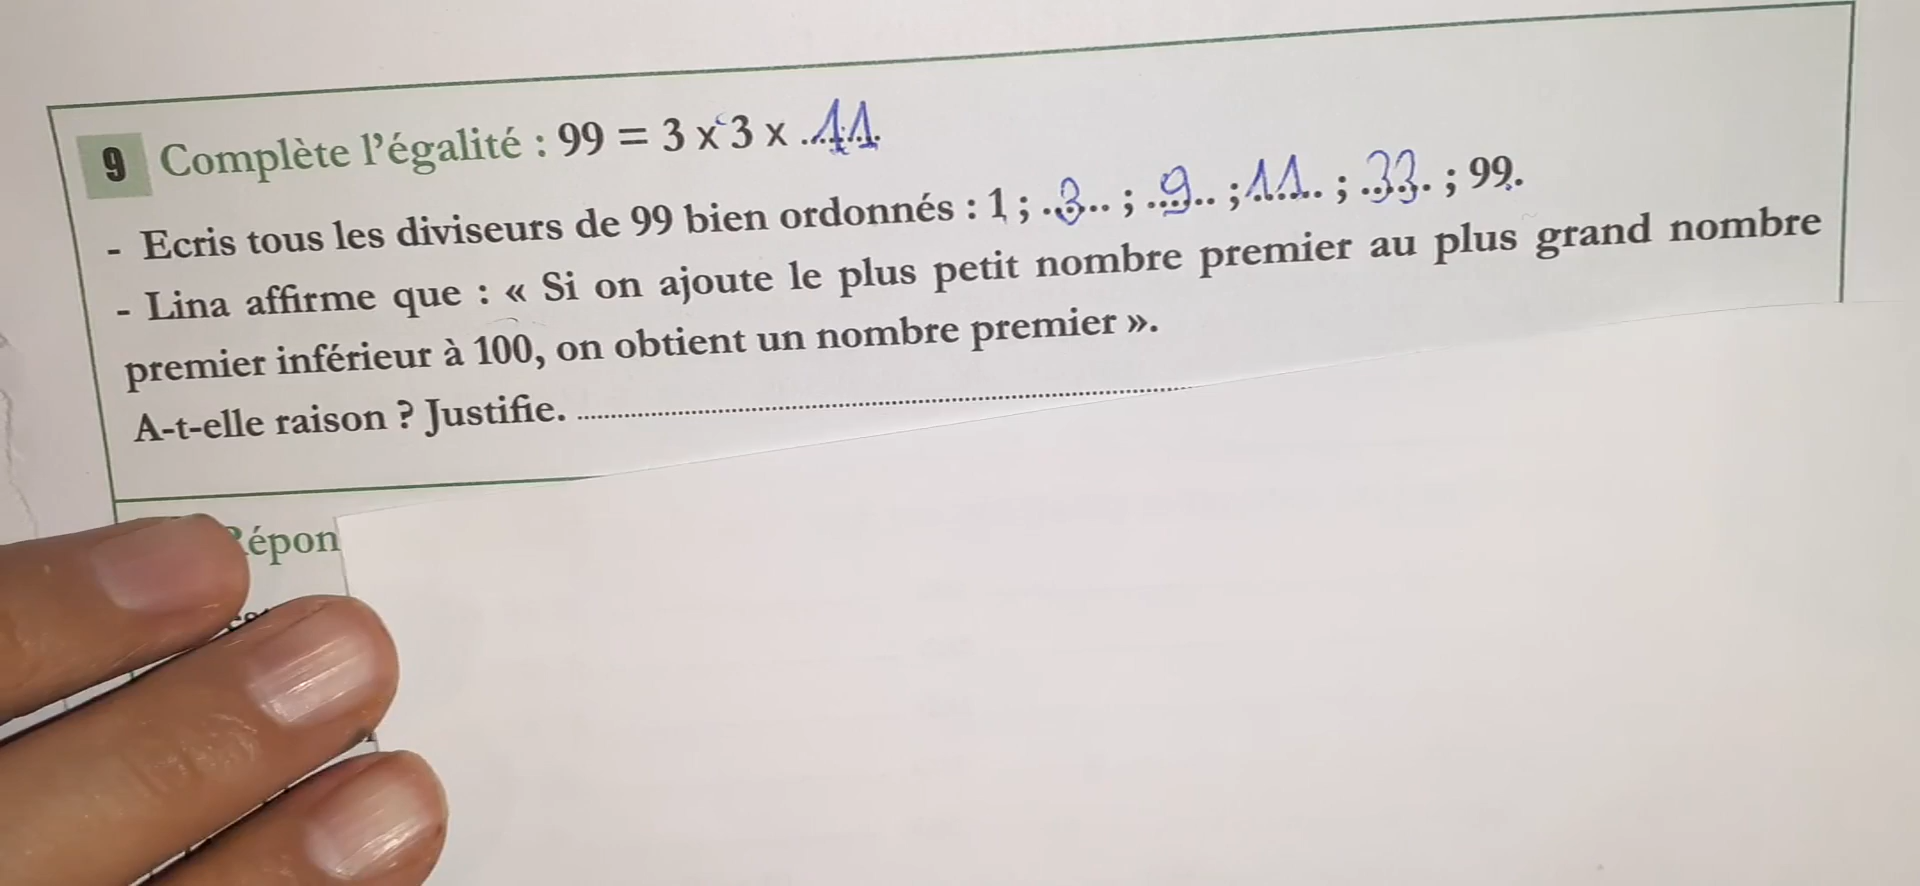 9 Complète l'égalité : 99 = 3 x 3 x ..11..
- Ecris tous les diviseurs de 99 bien ordonnés : 1 ; .3.. ; .9.. ; 11.. ; .33. ; 99.
- Lina affirme que : « Si on ajoute le plus petit nombre premier au plus grand nombre
premier inférieur à 100, on obtient un nombre premier ».
A-t-elle raison ? Justifie. ........................................
épon